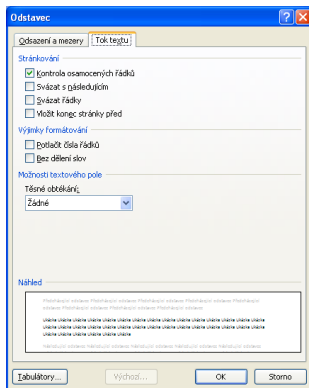 Odstavec
Odsazení a mezery
Tok textu
Stránkování
Kontrola osamocených řádků
Svázat s následujícím
Svázat řádky
Vložit konec stránky před
Výjimky formátování
Potlačit čísla řádků
Bez dělení slov
Možnosti textového pole
Těsné obtékání:
Žádné
Náhled
Tabulátory...
Výchozí...
OK
Storno